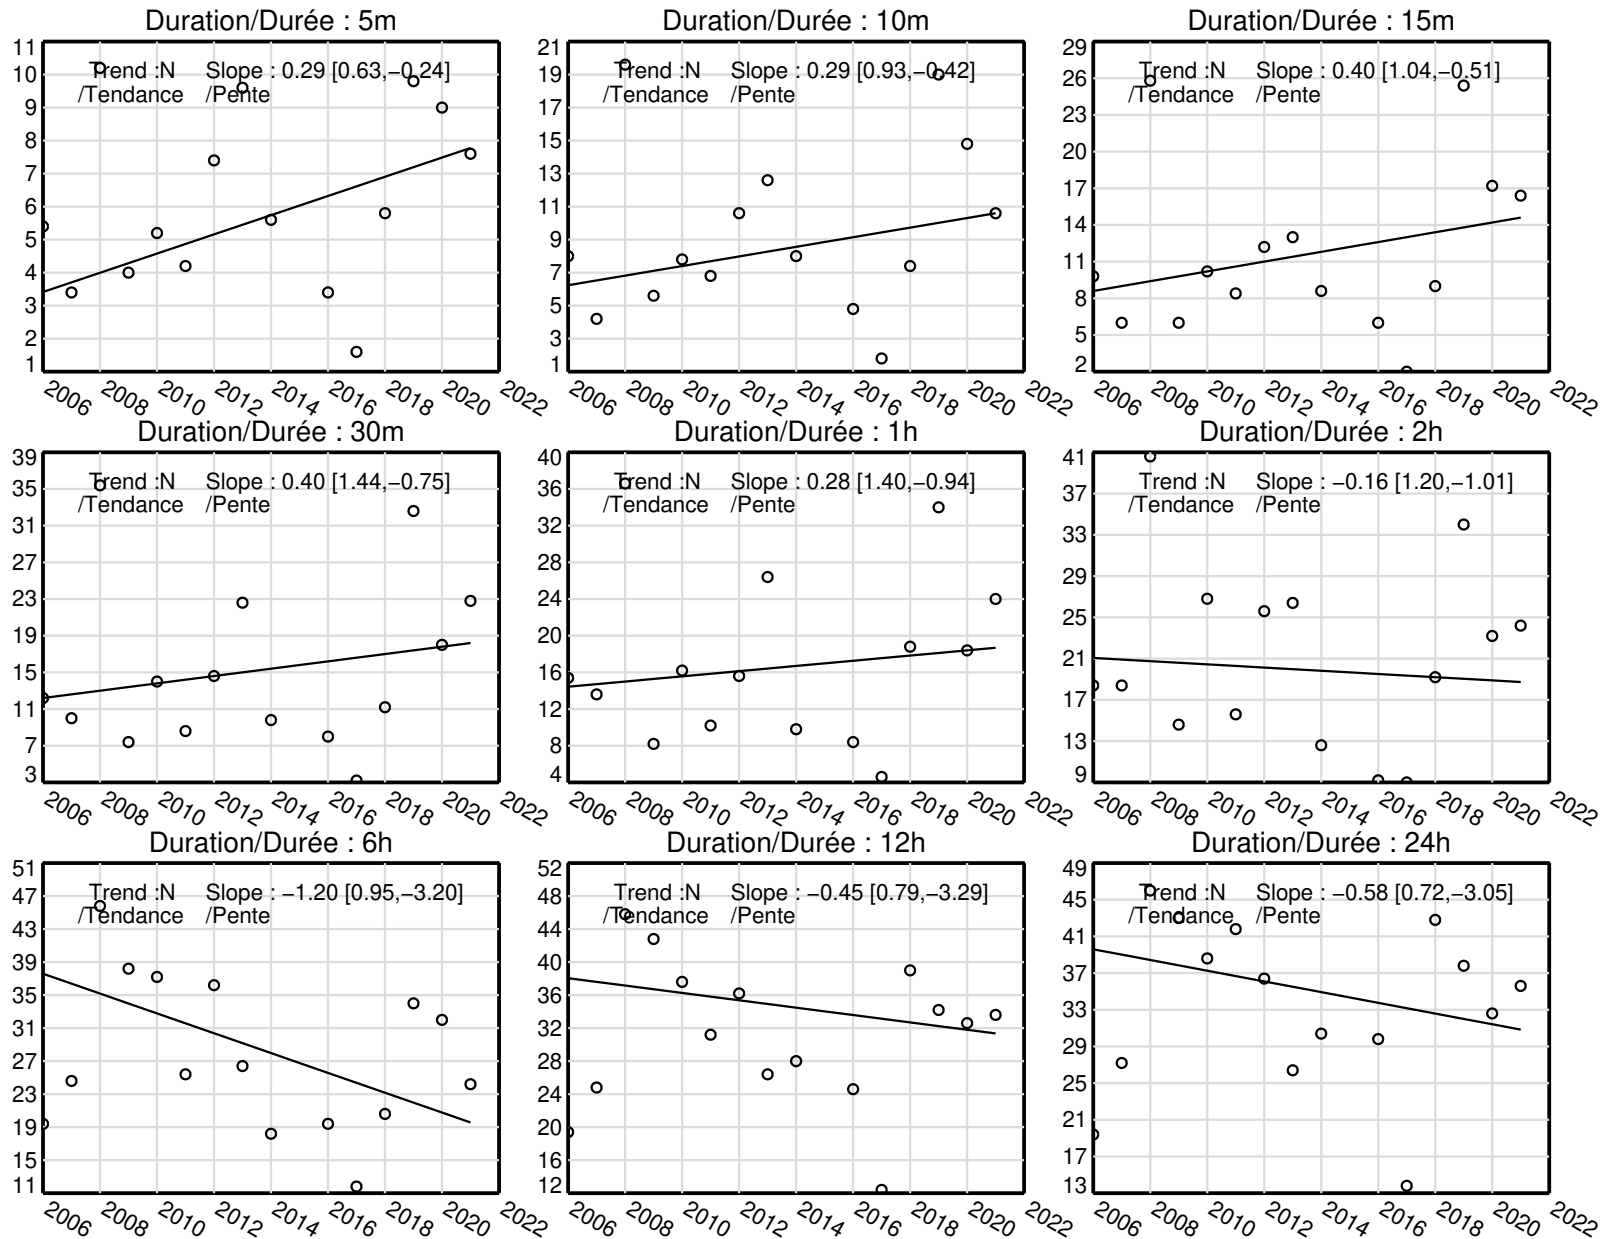 Duration/Durée : 5m
Trend :N Slope : 0.29 [0.63,−0.24]
/Tendance /Pente
11
10
9
8
7
6
5
4
3
2
1
2006 2008 2010 2012 2014 2016 2018 2020 2022
Duration/Durée : 10m
Trend :N Slope : 0.29 [0.93,−0.42]
/Tendance /Pente
21
19
17
15
13
11
9
7
5
3
1
2006 2008 2010 2012 2014 2016 2018 2020 2022
Duration/Durée : 15m
Trend :N Slope : 0.40 [1.04,−0.51]
/Tendance /Pente
29
26
23
20
17
14
11
8
5
2
2006 2008 2010 2012 2014 2016 2018 2020 2022
Duration/Durée : 30m
Trend :N Slope : 0.40 [1.44,−0.75]
/Tendance /Pente
39
35
31
27
23
19
15
11
7
3
2006 2008 2010 2012 2014 2016 2018 2020 2022
Duration/Durée : 1h
Trend :N Slope : 0.28 [1.40,−0.94]
/Tendance /Pente
40
36
32
28
24
20
16
12
8
4
2006 2008 2010 2012 2014 2016 2018 2020 2022
Duration/Durée : 2h
Trend :N Slope : −0.16 [1.20,−1.01]
/Tendance /Pente
41
37
33
29
25
21
17
13
9
2006 2008 2010 2012 2014 2016 2018 2020 2022
Duration/Durée : 6h
Trend :N Slope : −1.20 [0.95,−3.20]
/Tendance /Pente
51
47
43
39
35
31
27
23
19
15
11
2006 2008 2010 2012 2014 2016 2018 2020 2022
Duration/Durée : 12h
Trend :N Slope : −0.45 [0.79,−3.29]
/Tendance /Pente
52
48
44
40
36
32
28
24
20
16
12
2006 2008 2010 2012 2014 2016 2018 2020 2022
Duration/Durée : 24h
Trend :N Slope : −0.58 [0.72,−3.05]
/Tendance /Pente
49
45
41
37
33
29
25
21
17
13
2006 2008 2010 2012 2014 2016 2018 2020 2022